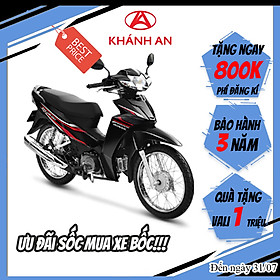 KHÁNH AN
BEST
PRICE
TẶNG NGAY
800K
PHÍ ĐĂNG KÍ
BẢO HÀNH
3 NĂM
QUÀ TẶNG
VALI 1 TRIỆU
ƯU ĐÃI SỐC MUA XE BỐC!!!
Đến ngày 31/07